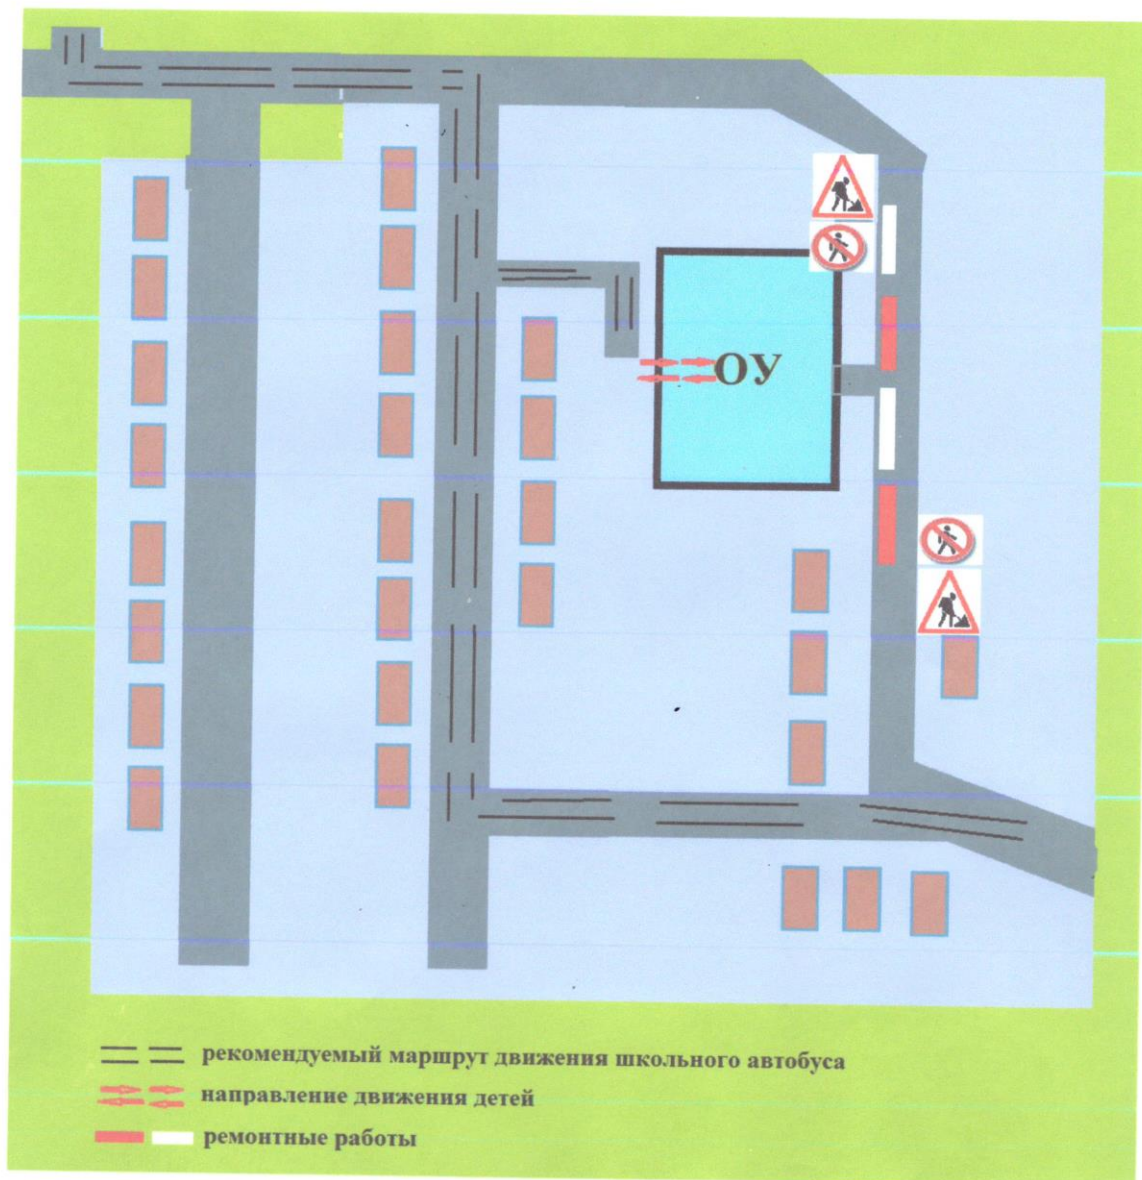 ОУ
рекомендуемый маршрут движения школьного автобуса
направление движения детей
ремонтные работы